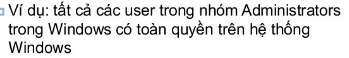 Ví dụ: tất cả các user trong nhóm Administrators
trong Windows có toàn quyền trên hệ thống
Windows